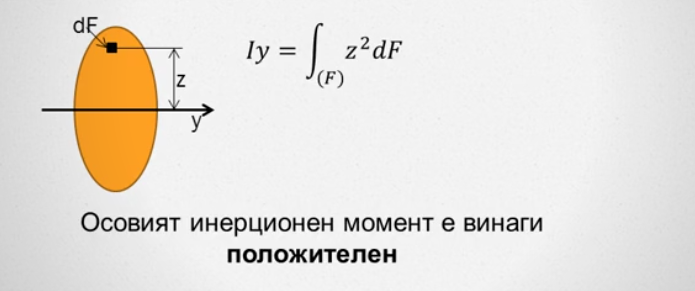 dF
Iy = ∫(F) z²dF
z
y
Осовият инерционен момент е винаги
положителен